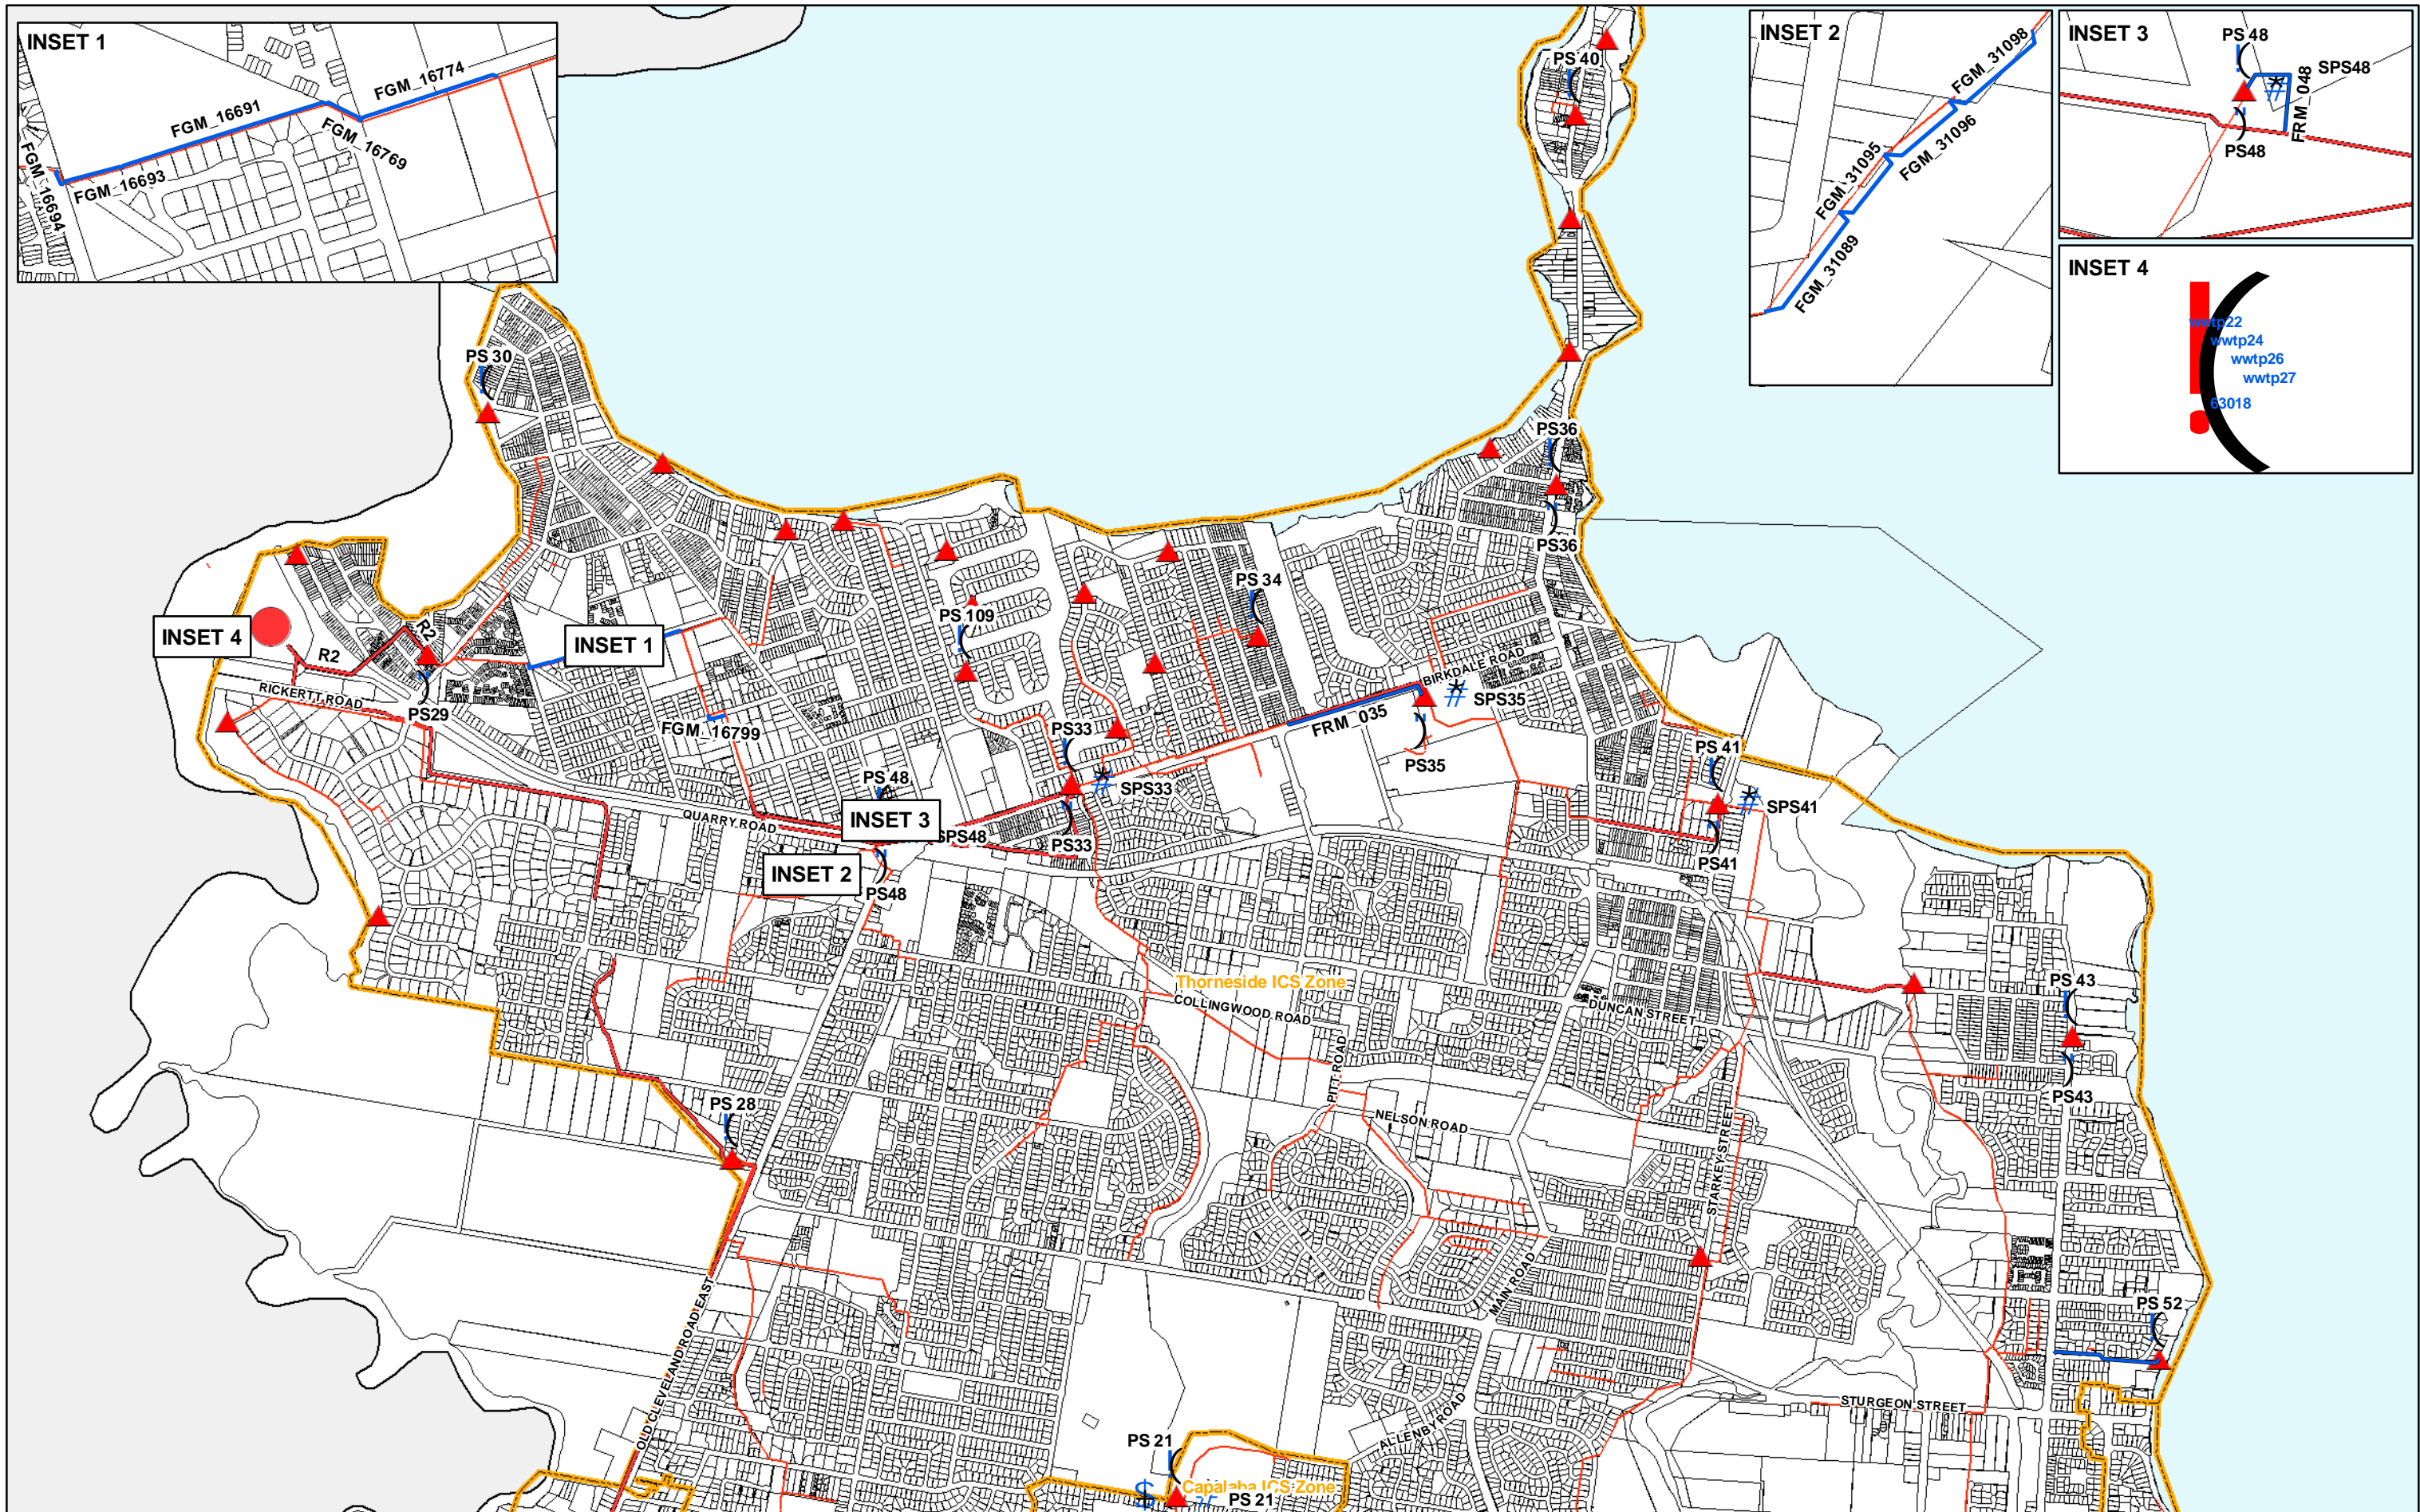 INSET 1
FGM_16774
FGM_16691
FGM_16769
FGM_16693
FGM_16694
INSET 2
FGM_31098
FGM_31096
FGM_31095
FGM_31089
INSET 3
PS 48
SPS48
FRM_048
PS48
INSET 4
wwtp22
wwtp24
wwtp26
wwtp27
63018
PS 40
PS 30
PS36
PS36
PS 34
PS 109
INSET 4
R2
R2
INSET 1
RICKERTT ROAD
PS29
FGM_16799
BIRKDALE ROAD
SPS35
FRM_035
PS35
PS33
SPS33
PS33
PS 41
SPS41
PS41
PS 48
INSET 3
QUARRY ROAD
SPS48
INSET 2
PS48
Thorneside ICS Zone
COLLINGWOOD ROAD
DUNCAN STREET
PS 43
PS43
PITT ROAD
NELSON ROAD
PS 28
STARKEY STREET
MAIN ROAD
OLD CLEVELAND ROAD EAST
PS 52
STURGEON STREET
ALLENBY ROAD
PS 21
Capalaba ICS Zone
PS 21